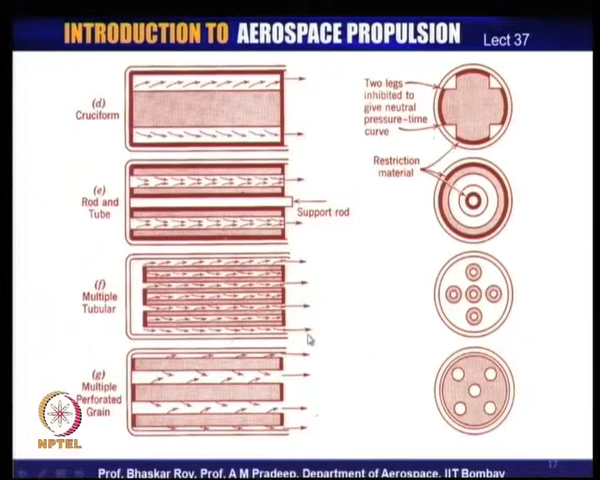 INTRODUCTION TO AEROSPACE PROPULSION
Lect 37
(d)
Cruciform
Two legs
inhibited to
give neutral
pressure-time
curve
Restriction
material
(e)
Rod and
Tube
Support rod
(f)
Multiple
Tubular
(g)
Multiple
Perforated
Grain
NPTEL
17
Prof. Bhaskar Roy, Prof. A M Pradeep, Department of Aerospace, IIT Bombay